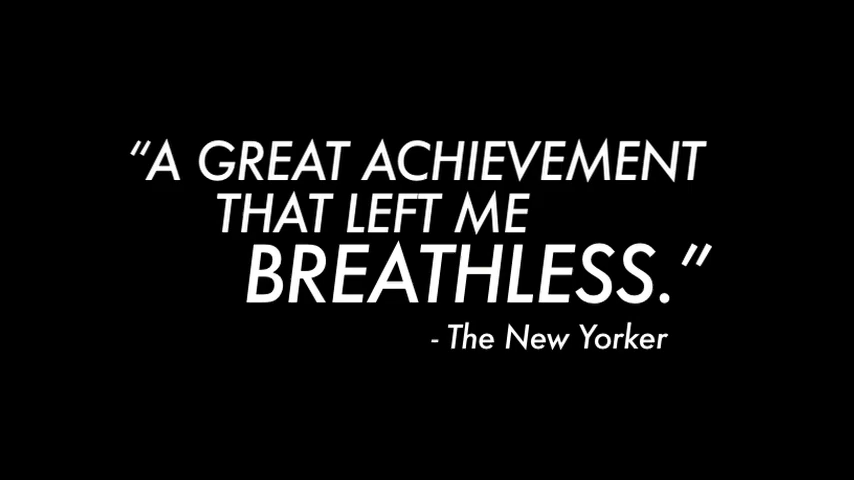 “A GREAT ACHIEVEMENT
THAT LEFT ME
BREATHLESS.”
- The New Yorker